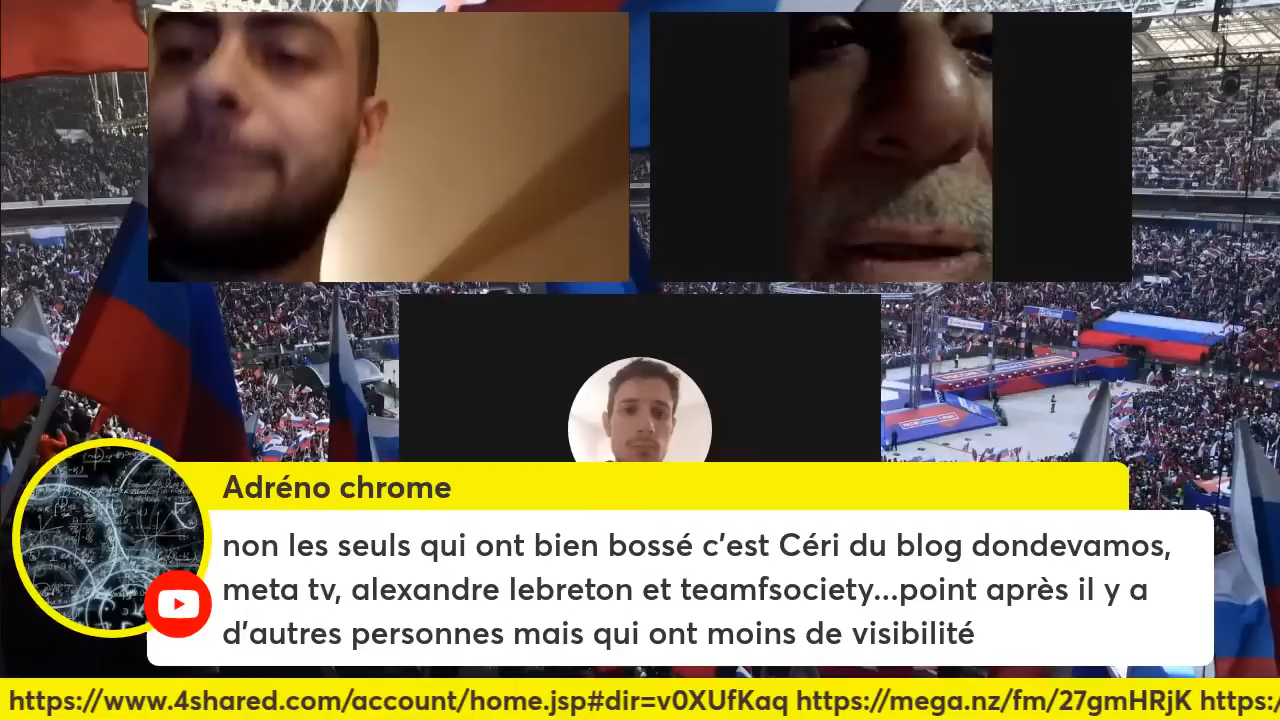 Adréno chrome
non les seuls qui ont bien bossé c'est Céri du blog dondevamos,
meta tv, alexandre lebreton et teamfsociety...point après il y a
d'autres personnes mais qui ont moins de visibilité
https://www.4shared.com/account/home.jsp#dir=v0XUfKaq https://mega.nz/fm/27gmHRjK https:/